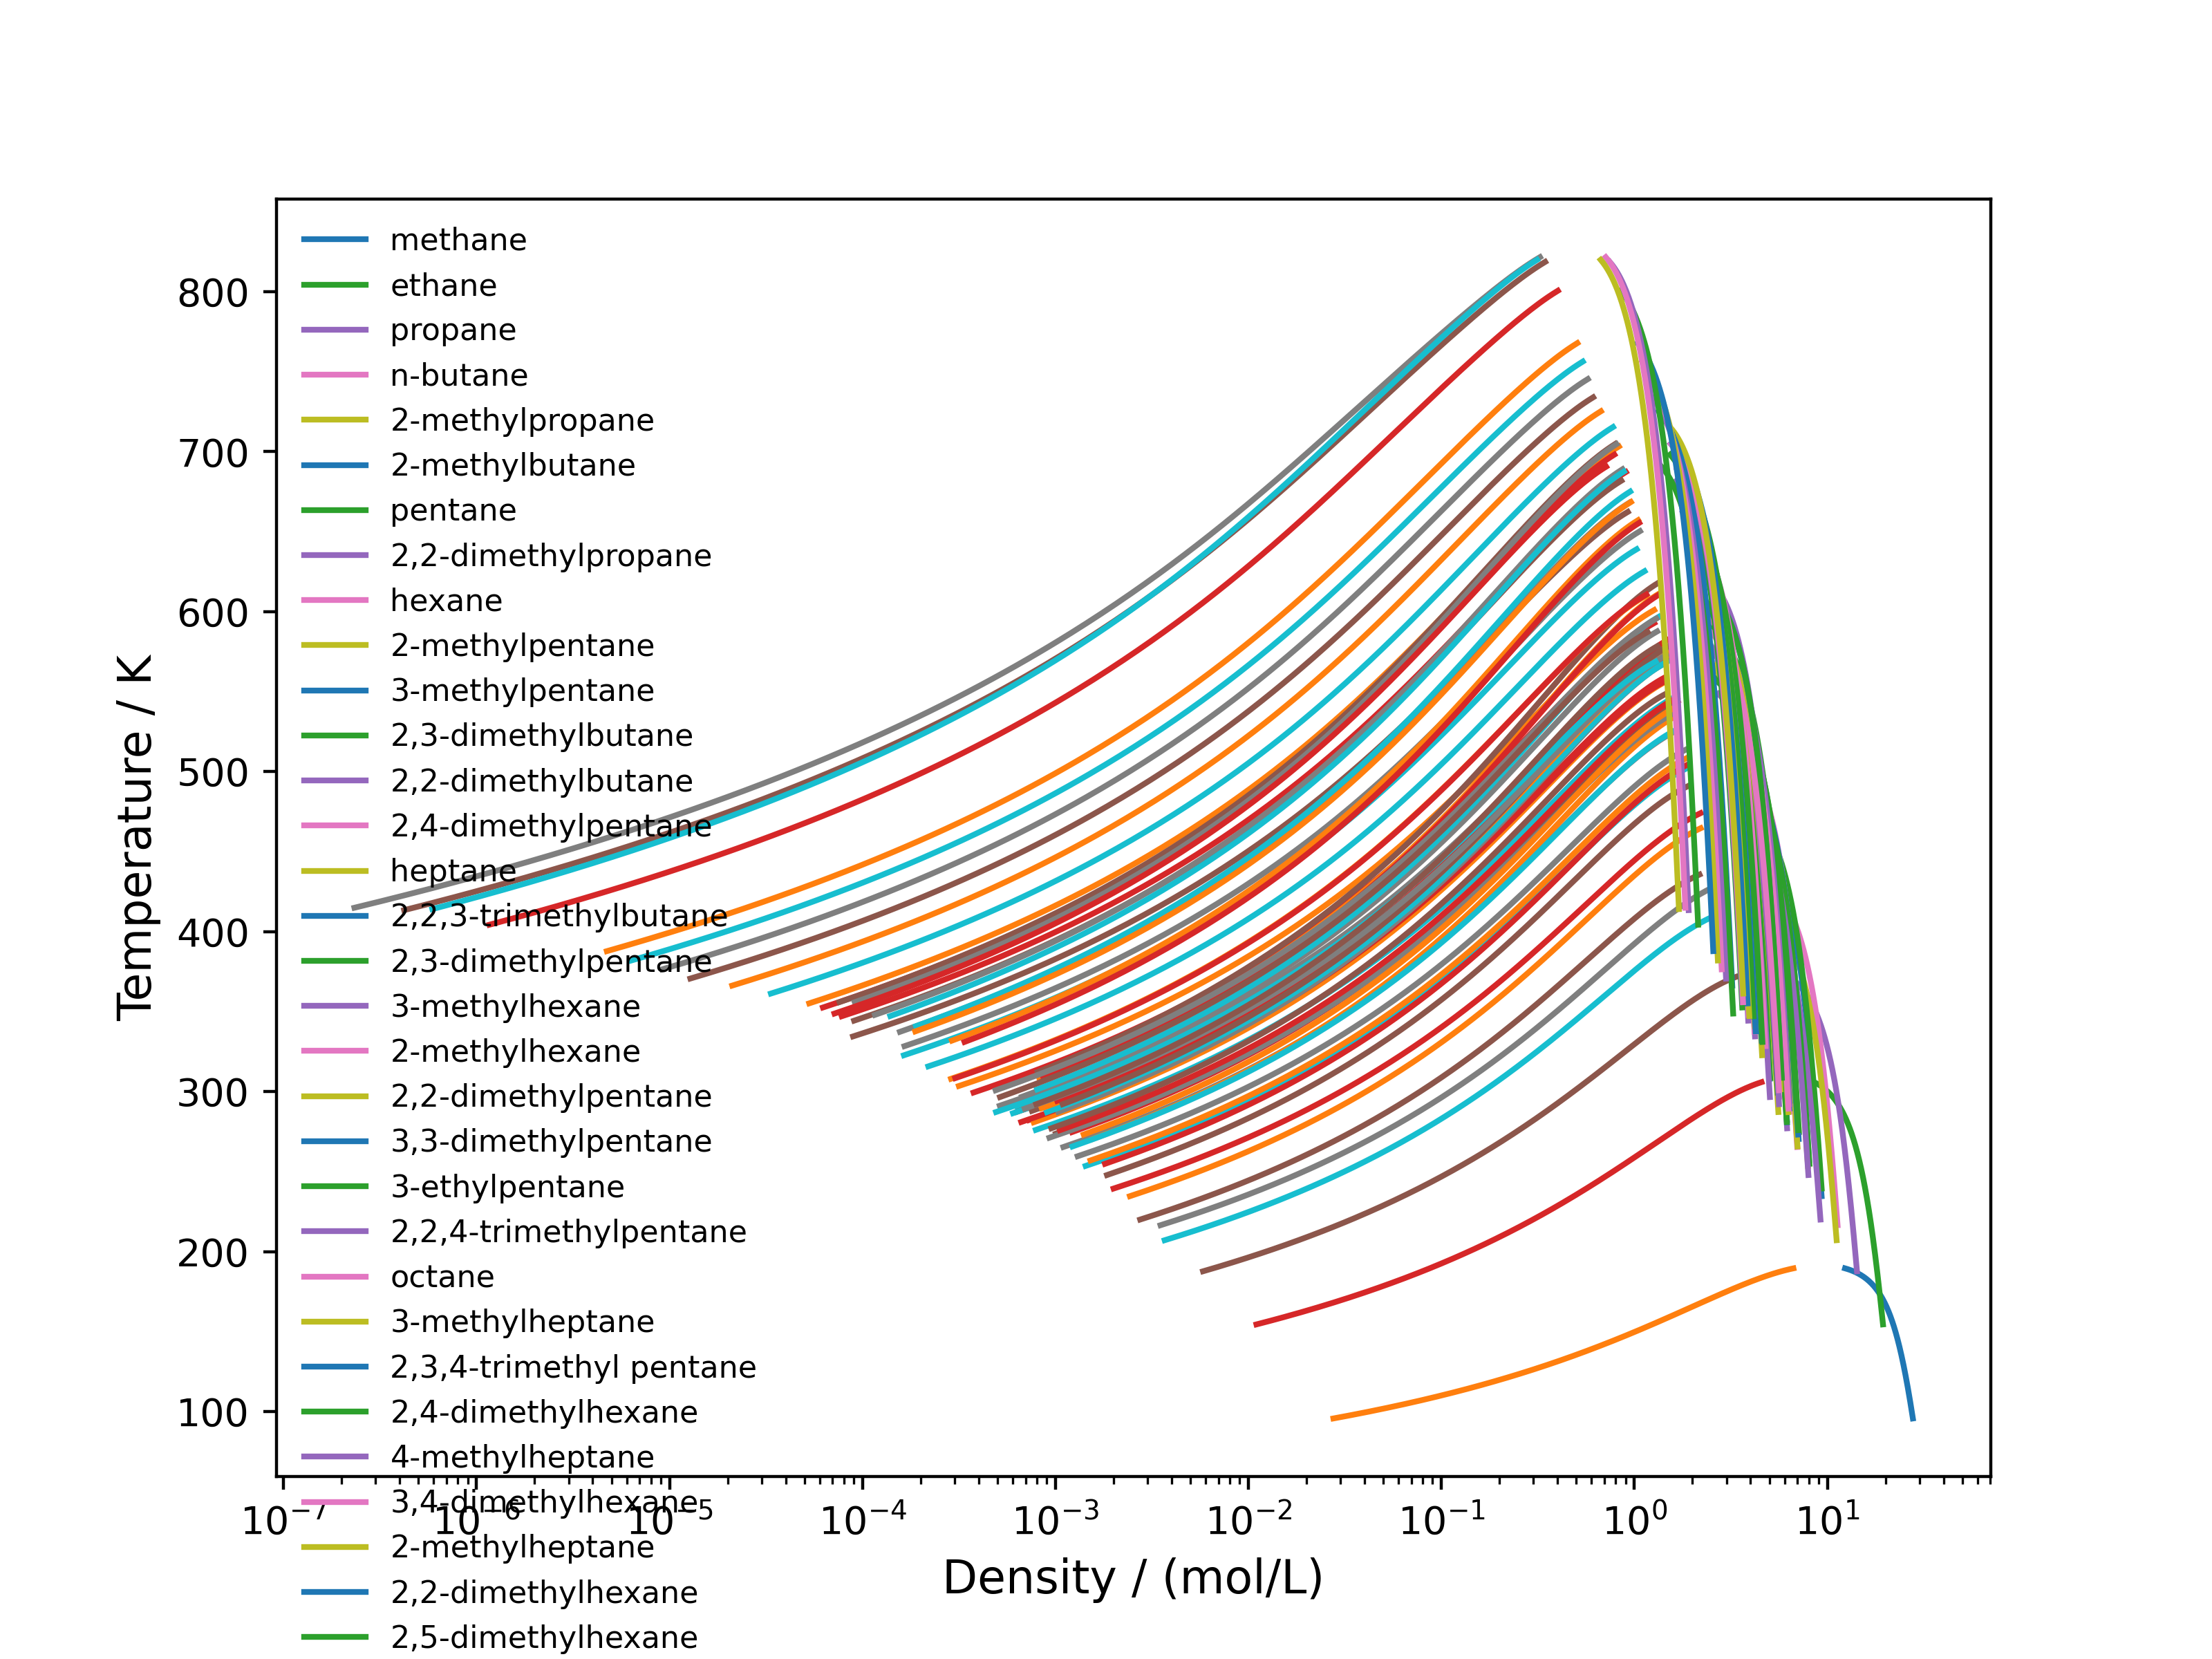 methane
ethane
propane
n-butane
2-methylpropane
2-methylbutane
pentane
2,2-dimethylpropane
hexane
2-methylpentane
3-methylpentane
2,3-dimethylbutane
2,2-dimethylbutane
2,4-dimethylpentane
heptane
2,2,3-trimethylbutane
2,3-dimethylpentane
3-methylhexane
2-methylhexane
2,2-dimethylpentane
3,3-dimethylpentane
3-ethylpentane
2,2,4-trimethylpentane
octane
3-methylheptane
2,3,4-trimethyl pentane
2,4-dimethylhexane
4-methylheptane
3,4-dimethylhexane
2-methylheptane
2,2-dimethylhexane
2,5-dimethylhexane
800
700
600
500
400
300
200
100
Temperature / K
10⁻⁷ 10⁻⁶ 10⁻⁵ 10⁻⁴ 10⁻³ 10⁻² 10⁻¹ 10⁰ 10¹
Density / (mol/L)